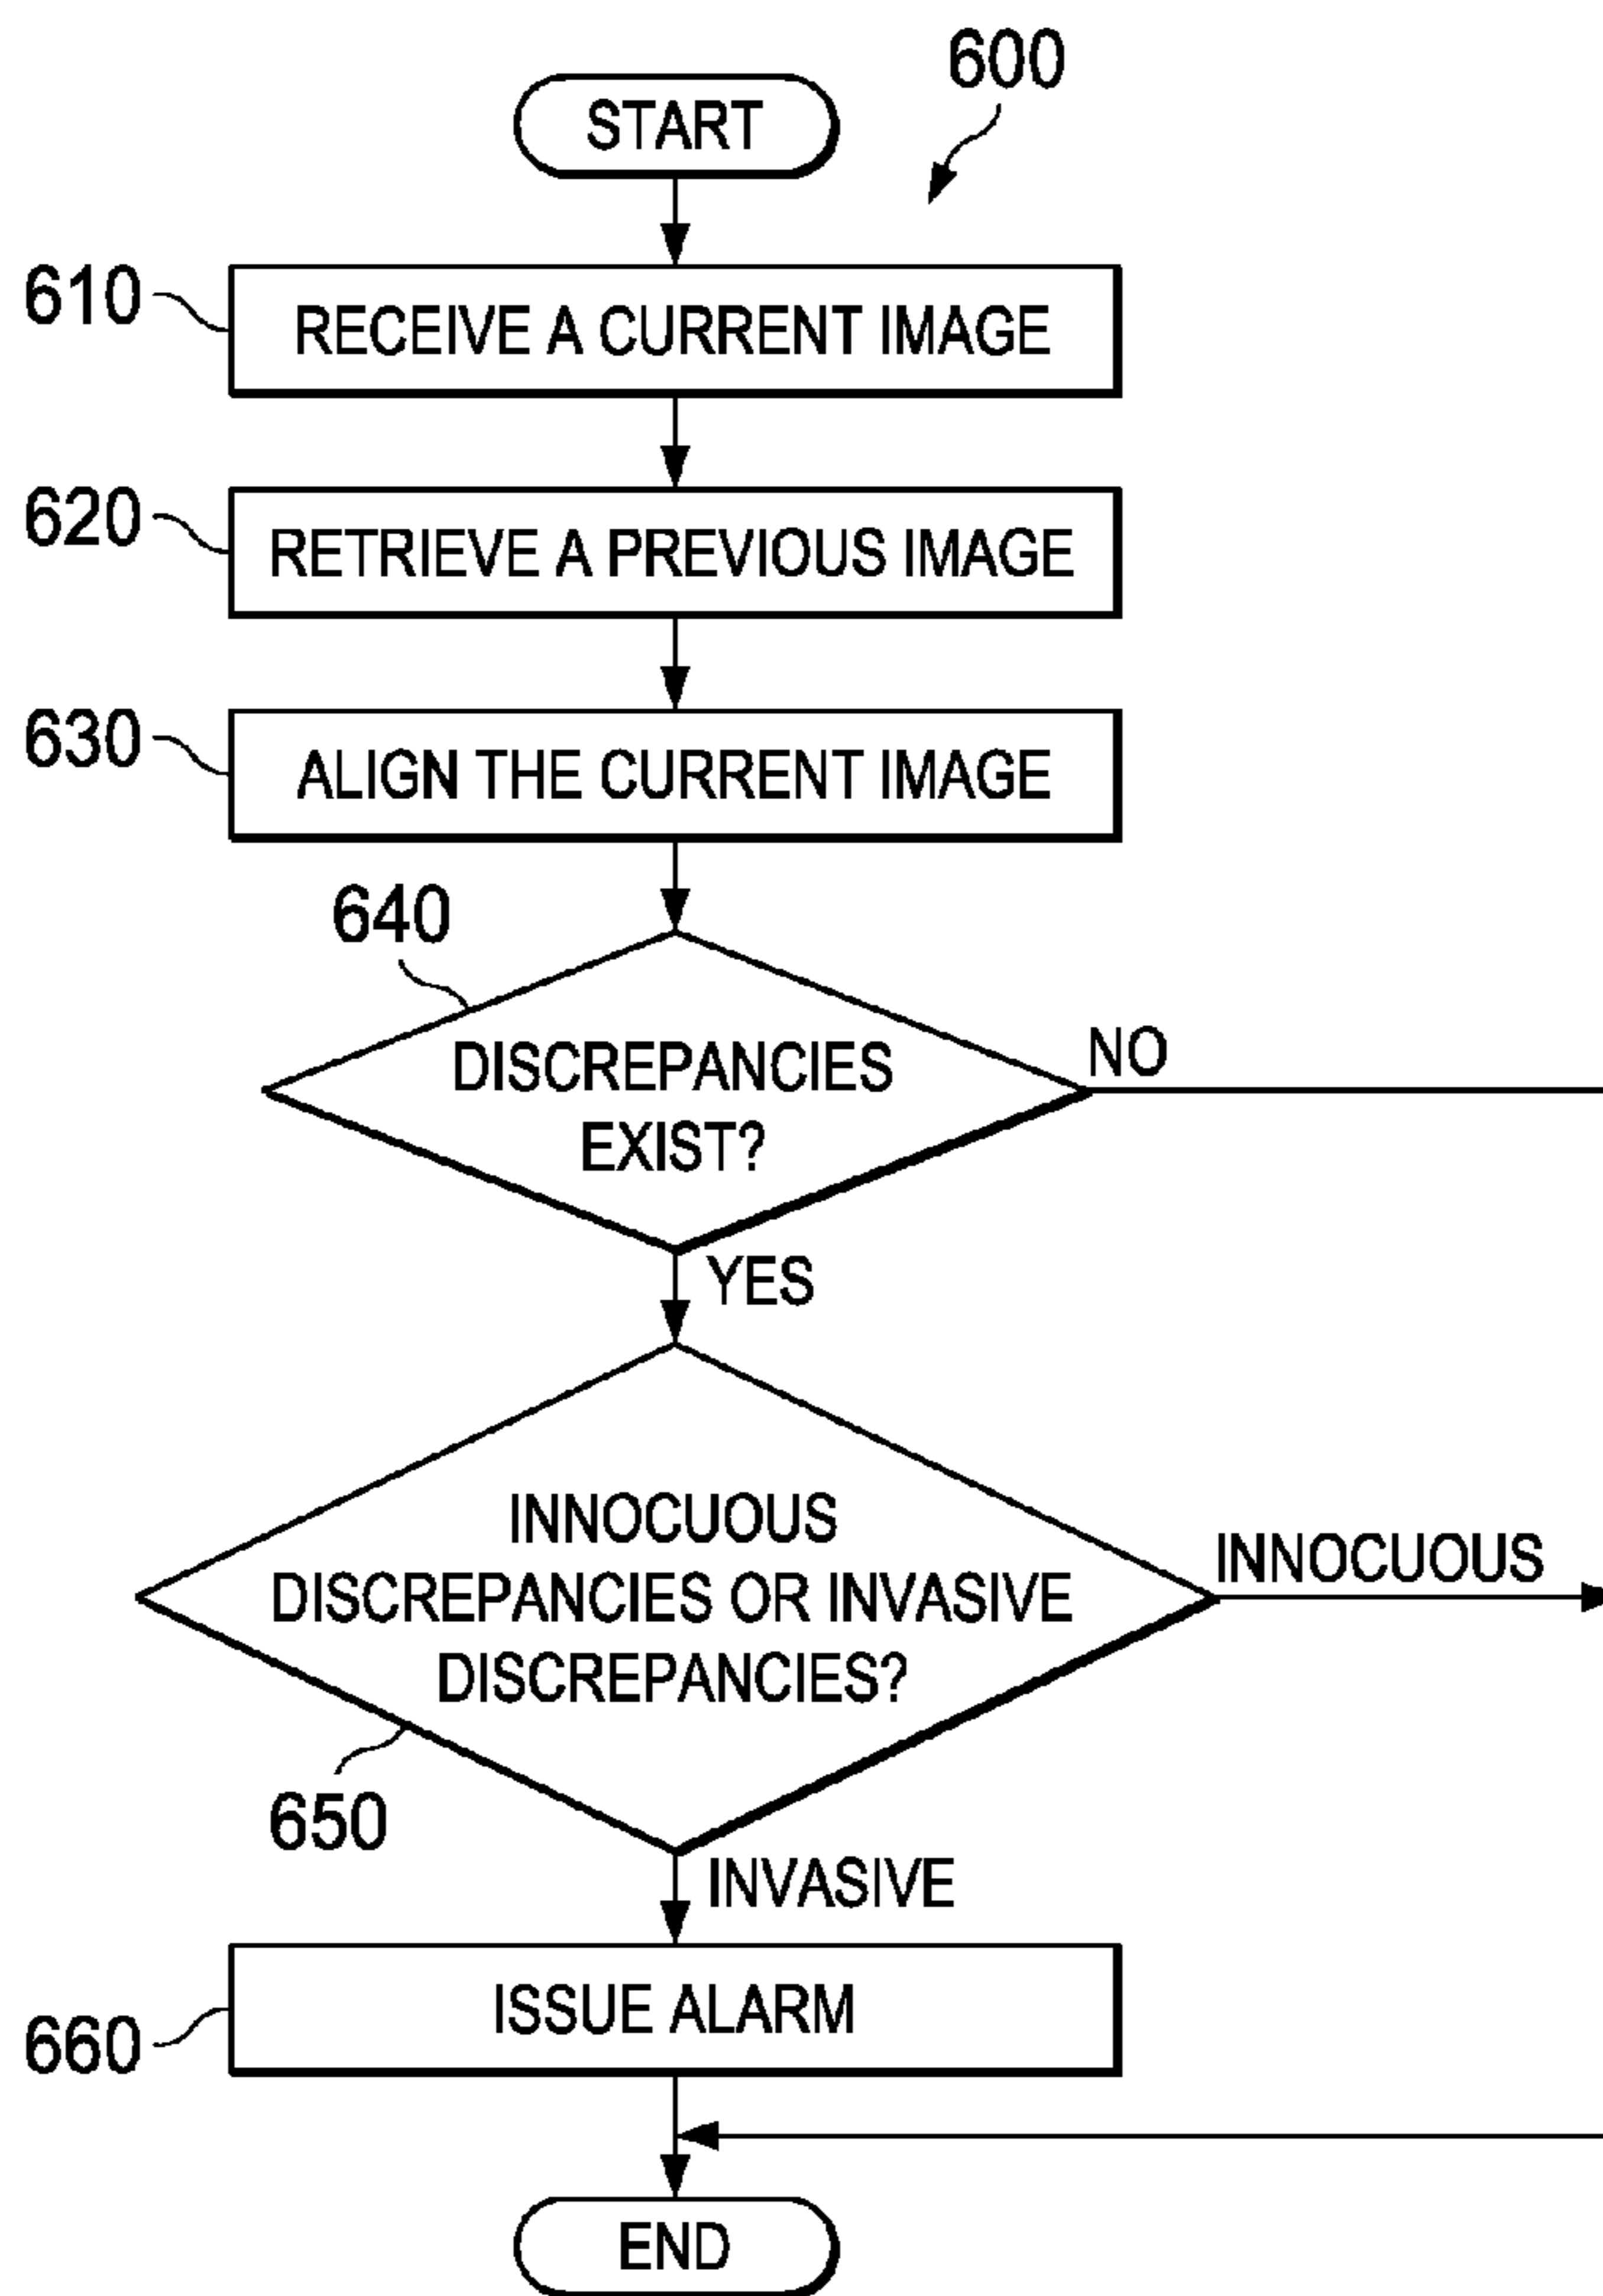 600
START
610
RECEIVE A CURRENT IMAGE
620
RETRIEVE A PREVIOUS IMAGE
630
ALIGN THE CURRENT IMAGE
640
DISCREPANCIES
EXIST?
NO
YES
INNOCUOUS
DISCREPANCIES OR INVASIVE
DISCREPANCIES?
INNOCUOUS
650
INVASIVE
ISSUE ALARM
660
END